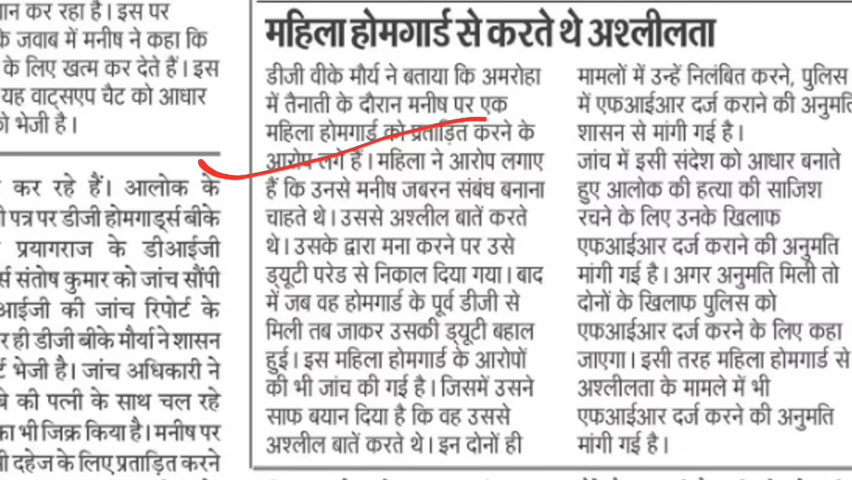 ान कर रहा है। इस पर
के जवाब में मनीष ने कहा कि
के लिए खत्म कर देते हैं। इस
यह वाट्सएप चैट को आधार
को भेजी है।
कर रहे हैं। आलोक के
पत्र पर डीजी होमगार्ड्स बीके
प्रयागराज के डीआईजी
र्स संतोष कुमार को जांच सौंपी
आईजी की जांच रिपोर्ट के
र ही डीजी बीके मौर्या ने शासन
र्ट भेजी है। जांच अधिकारी ने
की पत्नी के साथ चल रहे
का भी जिक्र किया है। मनीष पर
भी दहेज के लिए प्रताड़ित करने
महिला होमगार्ड से करते थे अश्लीलता
डीजी वीके मौर्य ने बताया कि अमरोहा
में तैनाती के दौरान मनीष पर एक
महिला होमगार्ड को प्रताड़ित करने के
आरोप लगे हैं। महिला ने आरोप लगाए
हैं कि उनसे मनीष जबरन संबंध बनाना
चाहते थे। उससे अश्लील बातें करते
थे। उसके द्वारा मना करने पर उसे
ड्यूटी परेड से निकाल दिया गया। बाद
में जब वह होमगार्ड के पूर्व डीजी से
मिली तब जाकर उसकी ड्यूटी बहाल
हुई। इस महिला होमगार्ड के आरोपों
की भी जांच की गई है। जिसमें उसने
साफ बयान दिया है कि वह उससे
अश्लील बातें करते थे। इन दोनों ही
मामलों में उन्हें निलंबित करने, पुलिस
में एफआईआर दर्ज कराने की अनुमति
शासन से मांगी गई है।
जांच में इसी संदेश को आधार बनाते
हुए आलोक की हत्या की साजिश
रचने के लिए उनके खिलाफ
एफआईआर दर्ज कराने की अनुमति
मांगी गई है। अगर अनुमति मिली तो
दोनों के खिलाफ पुलिस को
एफआईआर दर्ज करने के लिए कहा
जाएगा। इसी तरह महिला होमगार्ड से
अश्लीलता के मामले में भी
एफआईआर दर्ज करने की अनुमति
मांगी गई है।